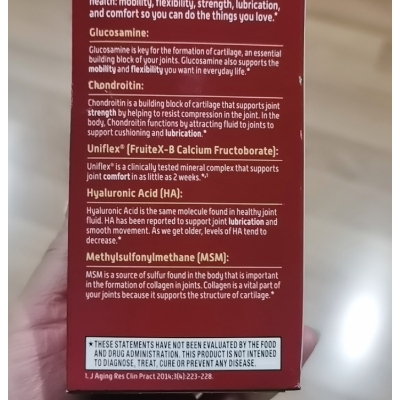 health: mobility, flexibility, strength, lubrication,
and comfort so you can do the things you love.*
Glucosamine:
Glucosamine is key for the formation of cartilage, an essential
building block of your joints. Glucosamine also supports the
mobility and flexibility you want in everyday life.*
Chondroitin:
Chondroitin is a building block of cartilage that supports joint
strength by helping to resist compression in the joint. In the
body, Chondroitin functions by attracting fluid to joints to
support cushioning and lubrication.*
Uniflex® (FruiteX-B Calcium Fructoborate):
Uniflex® is a clinically tested mineral complex that supports
joint comfort in as little as 2 weeks.*,1
Hyaluronic Acid (HA):
Hyaluronic Acid is the same molecule found in healthy joint
fluid. HA has been reported to support joint lubrication and
smooth movement. As we get older, levels of HA tend to
decrease.*
Methylsulfonylmethane (MSM):
MSM is a source of sulfur found in the body that is important
in the formation of collagen in joints. Collagen is a vital part of
your joints because it supports the structure of cartilage.*
*THESE STATEMENTS HAVE NOT BEEN EVALUATED BY THE FOOD
AND DRUG ADMINISTRATION. THIS PRODUCT IS NOT INTENDED
TO DIAGNOSE, TREAT, CURE OR PREVENT ANY DISEASE.
1. J Aging Res Clin Pract 2014;3(4):223-228.